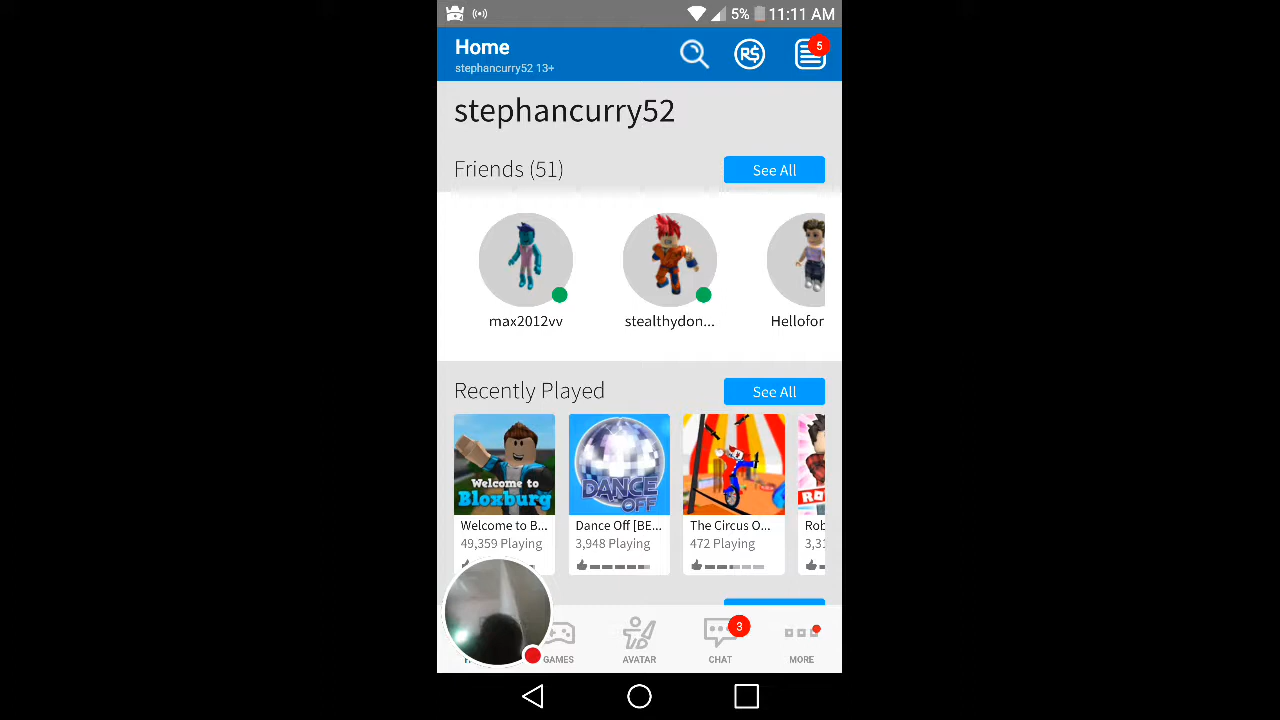 5% 11:11 AM
Home
stephancurry52 13+
R$
5
stephancurry52
Friends (51)
See All
max2012vv
stealthydon...
Hellofor
Recently Played
See All
Welcome to
Bloxburg
DANCE
OFF
Welcome to B...
Dance Off [BE...
The Circus O...
Rob
49,359 Playing
3,948 Playing
472 Playing
GAMES
AVATAR
3
CHAT
MORE